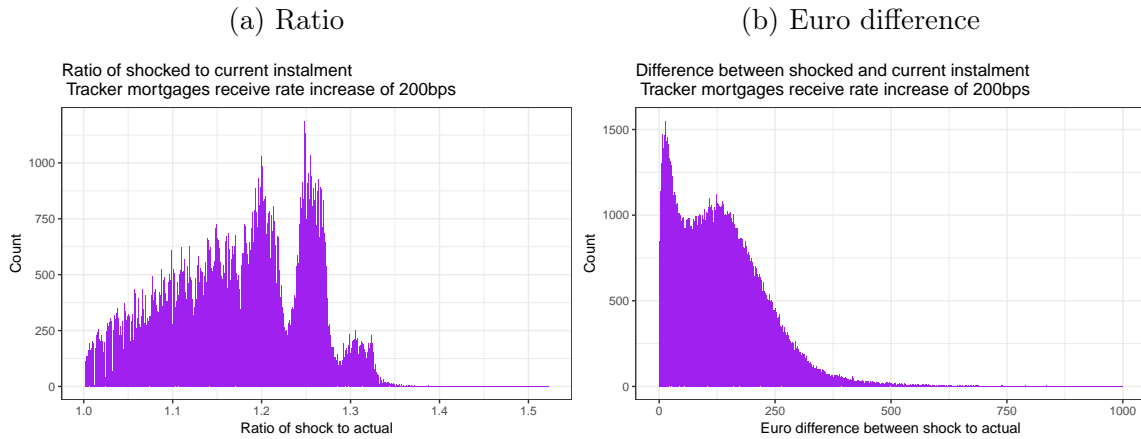 (a) Ratio
Ratio of shocked to current instalment
Tracker mortgages receive rate increase of 200bps
Count
1000
750
500
250
0
1.0 1.1 1.2 1.3 1.4 1.5
Ratio of shock to actual
(b) Euro difference
Difference between shocked and current instalment
Tracker mortgages receive rate increase of 200bps
Count
1500
1000
500
0
0 250 500 750 1000
Euro difference between shock to actual